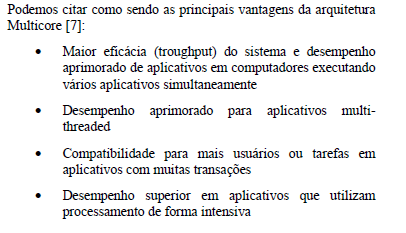 Podemos citar como sendo as principais vantagens da arquitetura
Multicore [7]:
• Maior eficácia (troughput) do sistema e desempenho
aprimorado de aplicativos em computadores executando
vários aplicativos simultaneamente
• Desempenho aprimorado para aplicativos multi-
threaded
• Compatibilidade para mais usuários ou tarefas em
aplicativos com muitas transações
• Desempenho superior em aplicativos que utilizam
processamento de forma intensiva